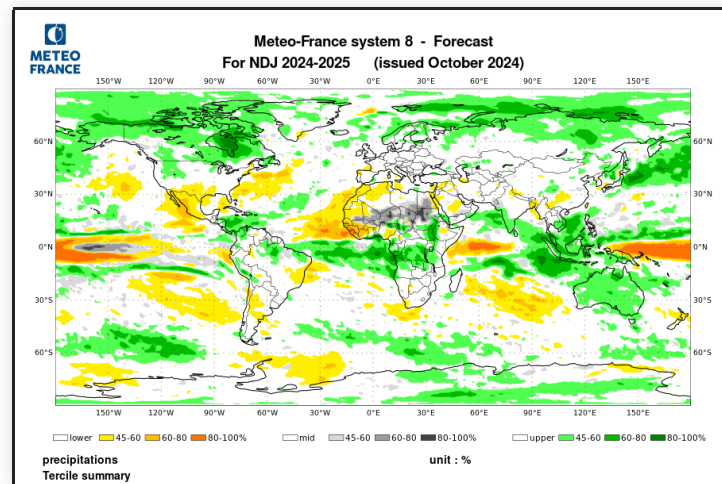 METEO
FRANCE
Meteo-France system 8 - Forecast
For NDJ 2024-2025 (issued October 2024)
150°W 120°W 90°W 60°W 30°W 0°E 30°E 60°E 90°E 120°E 150°E
60°N 60°N
30°N 30°N
0°N 0°N
30°S 30°S
60°S 60°S
150°W 120°W 90°W 60°W 30°W 0°E 30°E 60°E 90°E 120°E 150°E
lower 45-60 60-80 80-100% mid 45-60 60-80 80-100% upper 45-60 60-80 80-100%
precipitations unit : %
Tercile summary